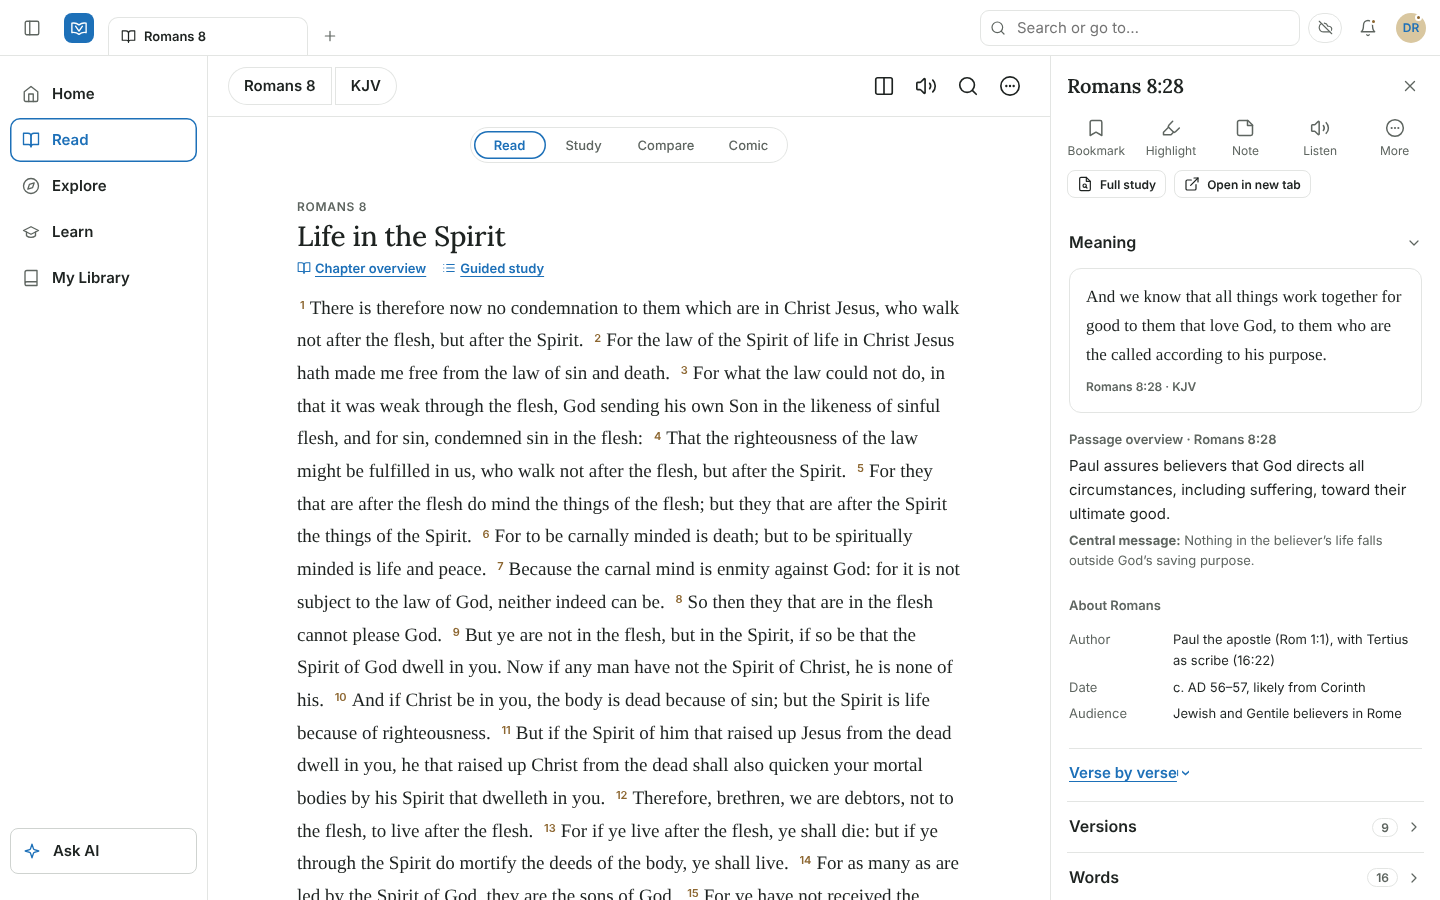 Romans 8
Search or go to...
DR
Home
Read
Explore
Learn
My Library
Ask AI
Romans 8
KJV
Read
Study
Compare
Comic
ROMANS 8
Life in the Spirit
Chapter overview
Guided study
1 There is therefore now no condemnation to them which are in Christ Jesus, who walk
not after the flesh, but after the Spirit. 2 For the law of the Spirit of life in Christ Jesus
hath made me free from the law of sin and death. 3 For what the law could not do, in
that it was weak through the flesh, God sending his own Son in the likeness of sinful
flesh, and for sin, condemned sin in the flesh: 4 That the righteousness of the law
might be fulfilled in us, who walk not after the flesh, but after the Spirit. 5 For they
that are after the flesh do mind the things of the flesh; but they that are after the Spirit
the things of the Spirit. 6 For to be carnally minded is death; but to be spiritually
minded is life and peace. 7 Because the carnal mind is enmity against God: for it is not
subject to the law of God, neither indeed can be. 8 So then they that are in the flesh
cannot please God. 9 But ye are not in the flesh, but in the Spirit, if so be that the
Spirit of God dwell in you. Now if any man have not the Spirit of Christ, he is none of
his. 10 And if Christ be in you, the body is dead because of sin; but the Spirit is life
because of righteousness. 11 But if the Spirit of him that raised up Jesus from the dead
dwell in you, he that raised up Christ from the dead shall also quicken your mortal
bodies by his Spirit that dwelleth in you. 12 Therefore, brethren, we are debtors, not to
the flesh, to live after the flesh. 13 For if ye live after the flesh, ye shall die: but if ye
through the Spirit do mortify the deeds of the body, ye shall live. 14 For as many as are
led by the Spirit of God, they are the sons of God. 15 For ye have not received the
Romans 8:28
Bookmark
Highlight
Note
Listen
More
Full study
Open in new tab
Meaning
And we know that all things work together for
good to them that love God, to them who are
the called according to his purpose.
Romans 8:28 · KJV
Passage overview · Romans 8:28
Paul assures believers that God directs all
circumstances, including suffering, toward their
ultimate good.
Central message: Nothing in the believer's life falls
outside God's saving purpose.
About Romans
Author
Paul the apostle (Rom 1:1), with Tertius
as scribe (16:22)
Date
c. AD 56–57, likely from Corinth
Audience
Jewish and Gentile believers in Rome
Verse by verse
Versions
9
Words
16